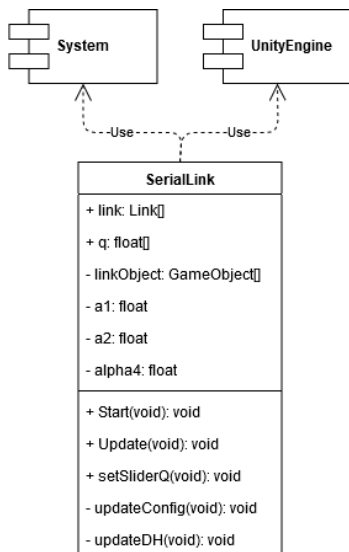 System
UnityEngine
Use
Use
SerialLink
+ link: Link[]
+ q: float[]
- linkObject: GameObject[]
- a1: float
- a2: float
- alpha4: float
+ Start(void): void
+ Update(void): void
+ setSliderQ(void): void
- updateConfig(void): void
- updateDH(void): void